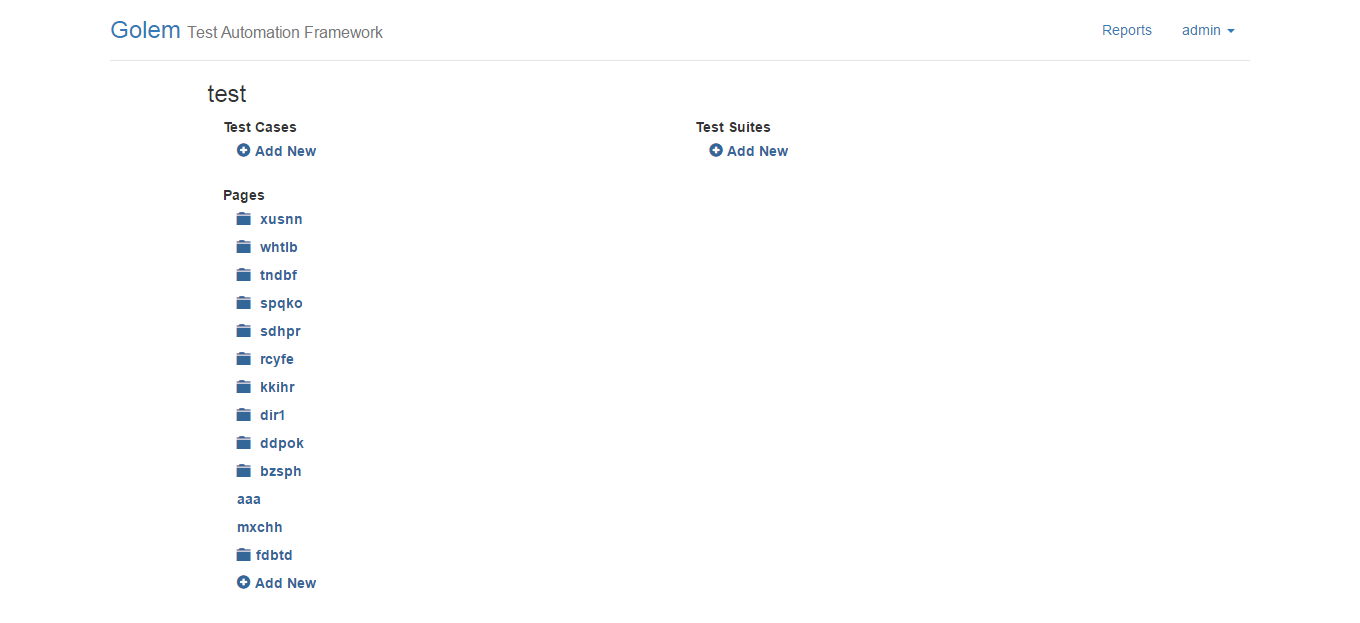 Golem Test Automation Framework
Reports admin
test
Test Cases
Add New
Test Suites
Add New
Pages
xusnn
whtlb
tndbf
spqko
sdhpr
rcyfe
kkihr
dir1
ddpok
bzsph
aaa
mxchh
fdbtd
Add New